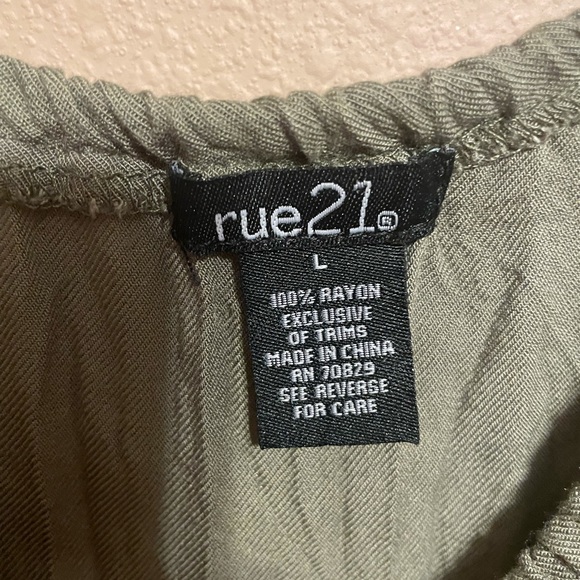 rue21®
L
100% RAYON
EXCLUSIVE
OF TRIMS
MADE IN CHINA
RN 70829
SEE REVERSE
FOR CARE